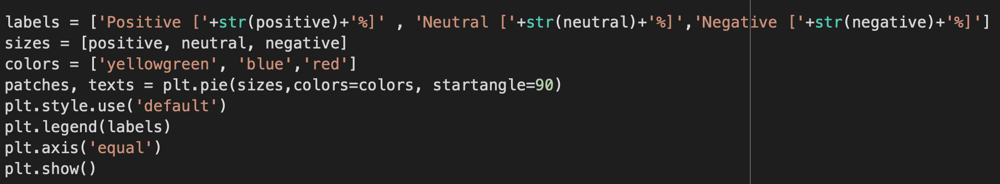 labels = ['Positive ['+str(positive)+'%]' , 'Neutral ['+str(neutral)+'%]','Negative ['+str(negative)+'%]']
sizes = [positive, neutral, negative]
colors = ['yellowgreen', 'blue','red']
patches, texts = plt.pie(sizes,colors=colors, startangle=90)
plt.style.use('default')
plt.legend(labels)
plt.axis('equal')
plt.show()